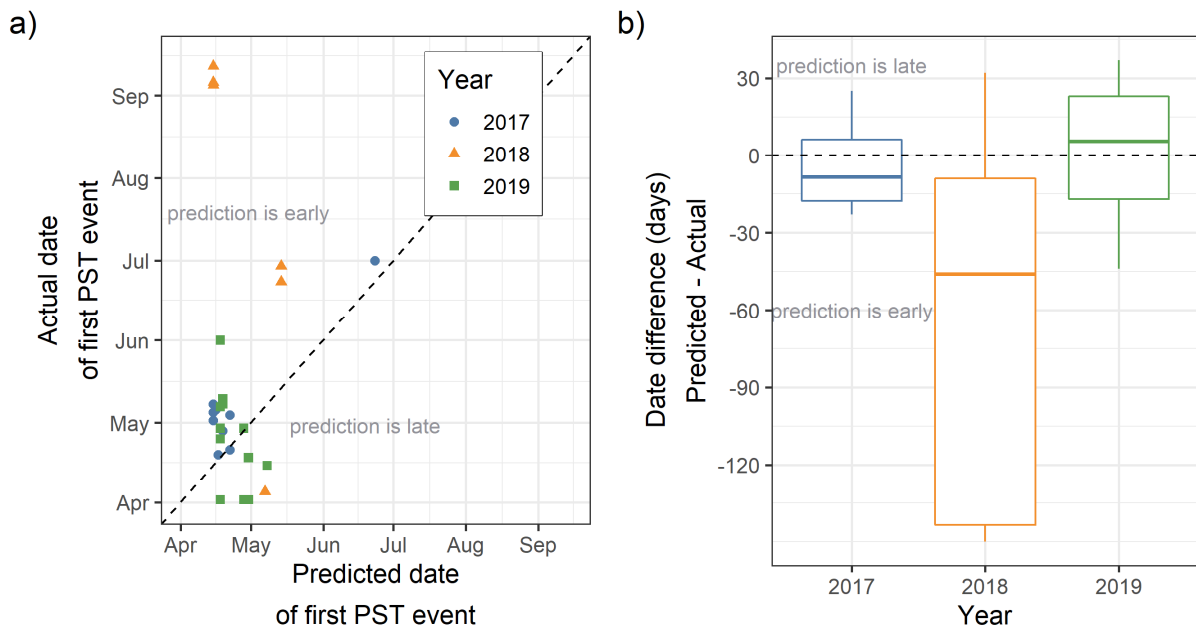 a)
Actual date
of first PST event
Sep
Aug
Jul
Jun
May
Apr
prediction is early
prediction is late
Year
2017
2018
2019
Apr
May
Jun
Jul
Aug
Sep
Predicted date
of first PST event
b)
Date difference (days)
Predicted - Actual
30
0
-30
-60
-90
-120
prediction is late
prediction is early
2017
2018
2019
Year